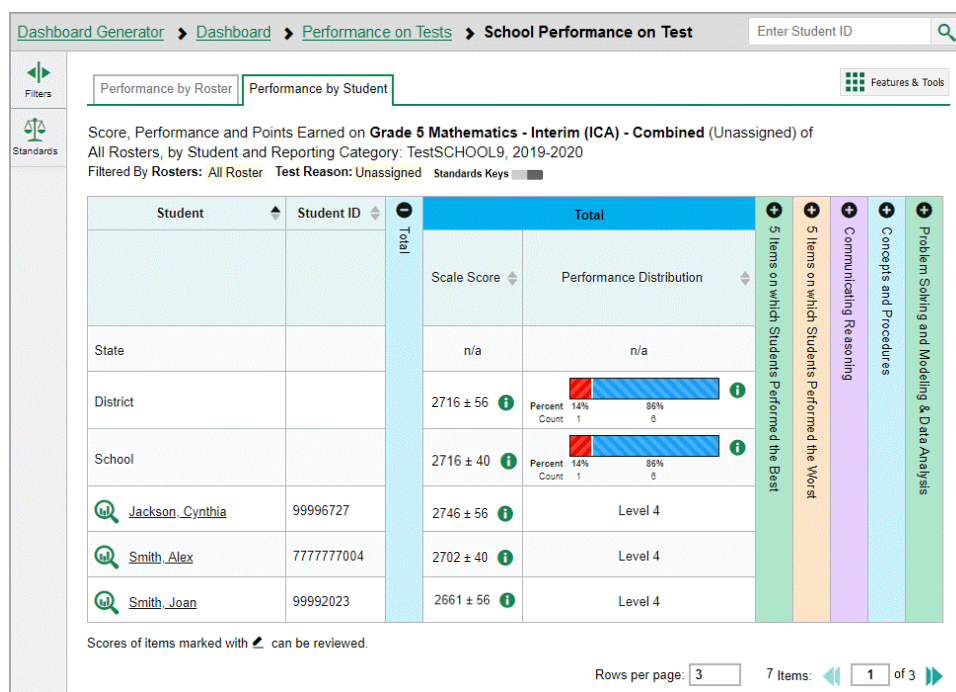 Dashboard Generator > Dashboard > Performance on Tests > School Performance on Test
Enter Student ID
Filters
Standards
Performance by Roster
Performance by Student
Features & Tools
Score, Performance and Points Earned on Grade 5 Mathematics - Interim (ICA) - Combined (Unassigned) of
All Rosters, by Student and Reporting Category: TestSCHOOL9, 2019-2020
Filtered By Rosters: All Roster Test Reason: Unassigned Standards Keys
Student
Student ID
Total
Total
Scale Score
Performance Distribution
5 Items on which Students Performed the Best
5 Items on which Students Performed the Worst
Communicating Reasoning
Concepts and Procedures
Problem Solving and Modeling & Data Analysis
State n/a n/a
District 2716 ± 56
Percent 14% 86%
Count 1 6
School 2716 ± 40
Percent 14% 86%
Count 1 6
Jackson, Cynthia 99996727 2746 ± 56 Level 4
Smith, Alex 7777777004 2702 ± 40 Level 4
Smith, Joan 99992023 2661 ± 56 Level 4
Scores of items marked with can be reviewed.
Rows per page: 3 7 Items: 1 of 3